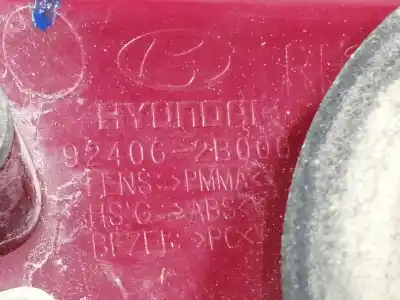 HYUNDAI
92406-2B000
LENS:>PMMA<
HS'G:>ABS<
BEZEL:>PC<